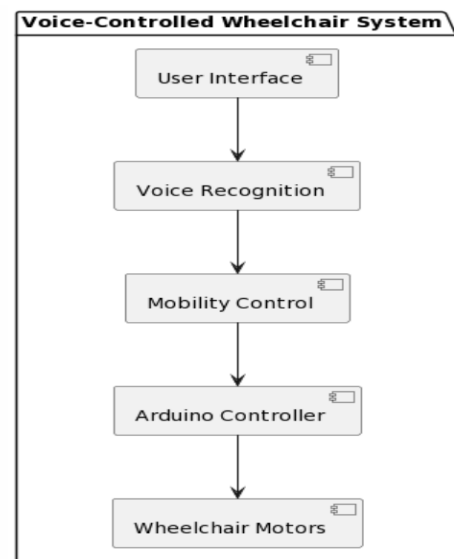 Voice-Controlled Wheelchair System
User Interface
Voice Recognition
Mobility Control
Arduino Controller
Wheelchair Motors